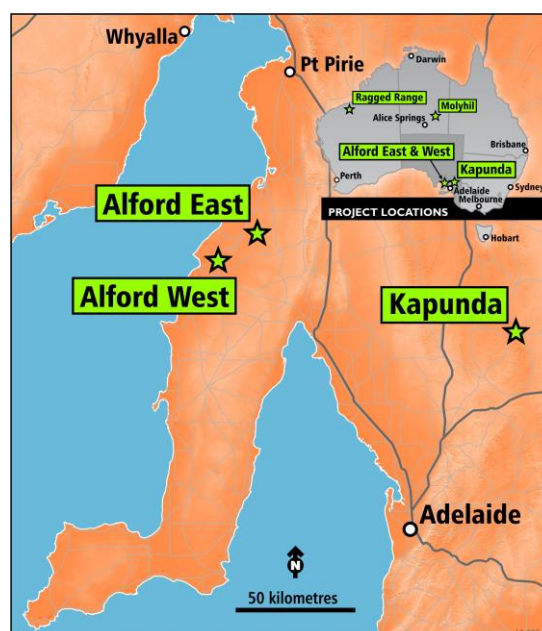 Whyalla
Pt Pirie
Darwin
Ragged Range
Molyhil
Alice Springs
Alford East & West
Brisbane
Kapunda
Perth
Adelaide
Sydney
Melbourne
PROJECT LOCATIONS
Hobart
Alford East
Alford West
Kapunda
Adelaide
N
50 kilometres